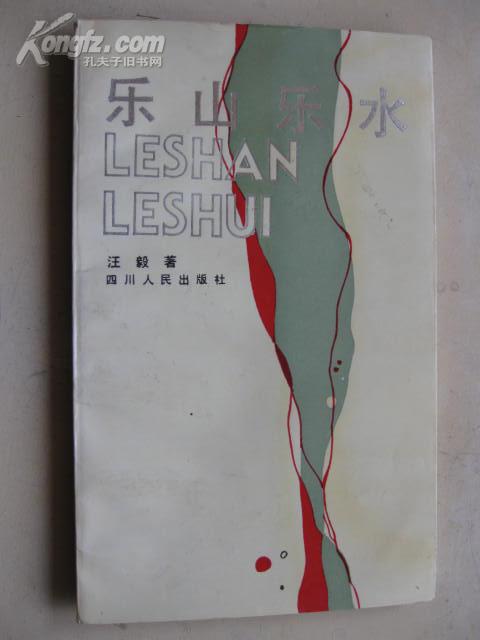 Kongfz.com
孔夫子旧书网
乐山乐水
LESHAN
LESHUI
汪毅著
四川人民出版社